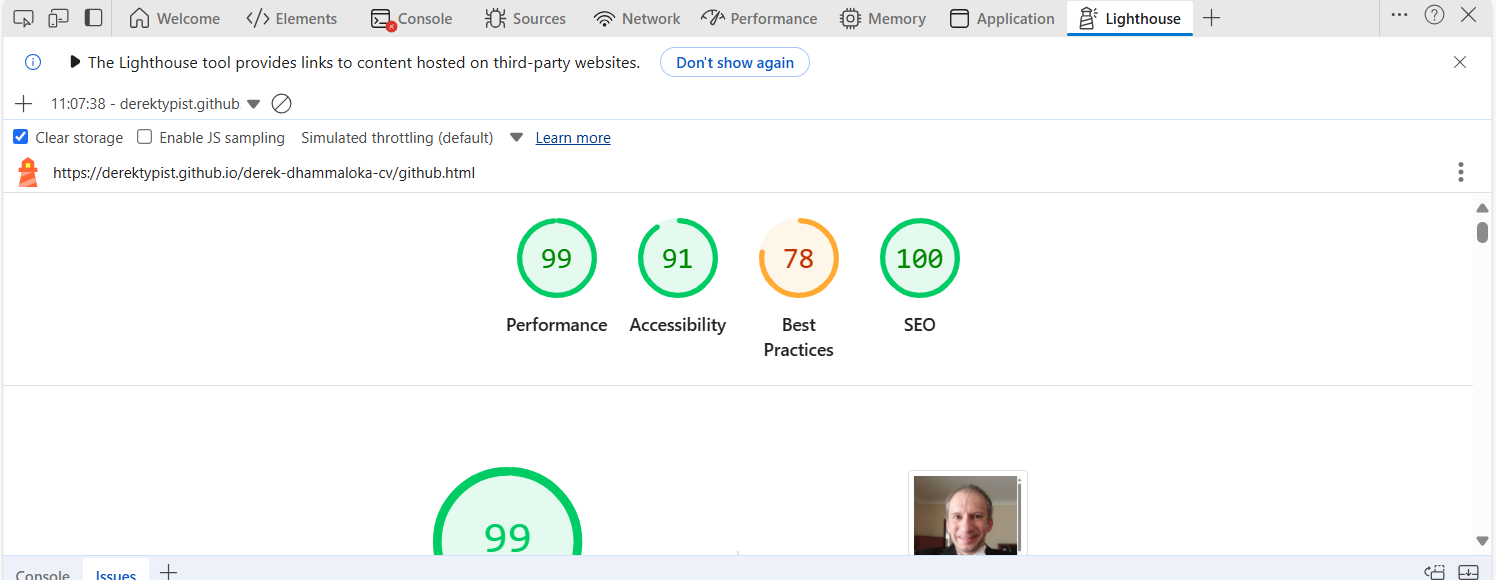 Welcome Elements Console Sources Network Performance Memory Application Lighthouse
The Lighthouse tool provides links to content hosted on third-party websites. Don't show again
11:07:38 - derektypist.github
Clear storage Enable JS sampling Simulated throttling (default) Learn more
https://derektypist.github.io/derek-dhammaloka-cv/github.html
99 91 78 100
Performance Accessibility Best Practices SEO
99
Console Issues